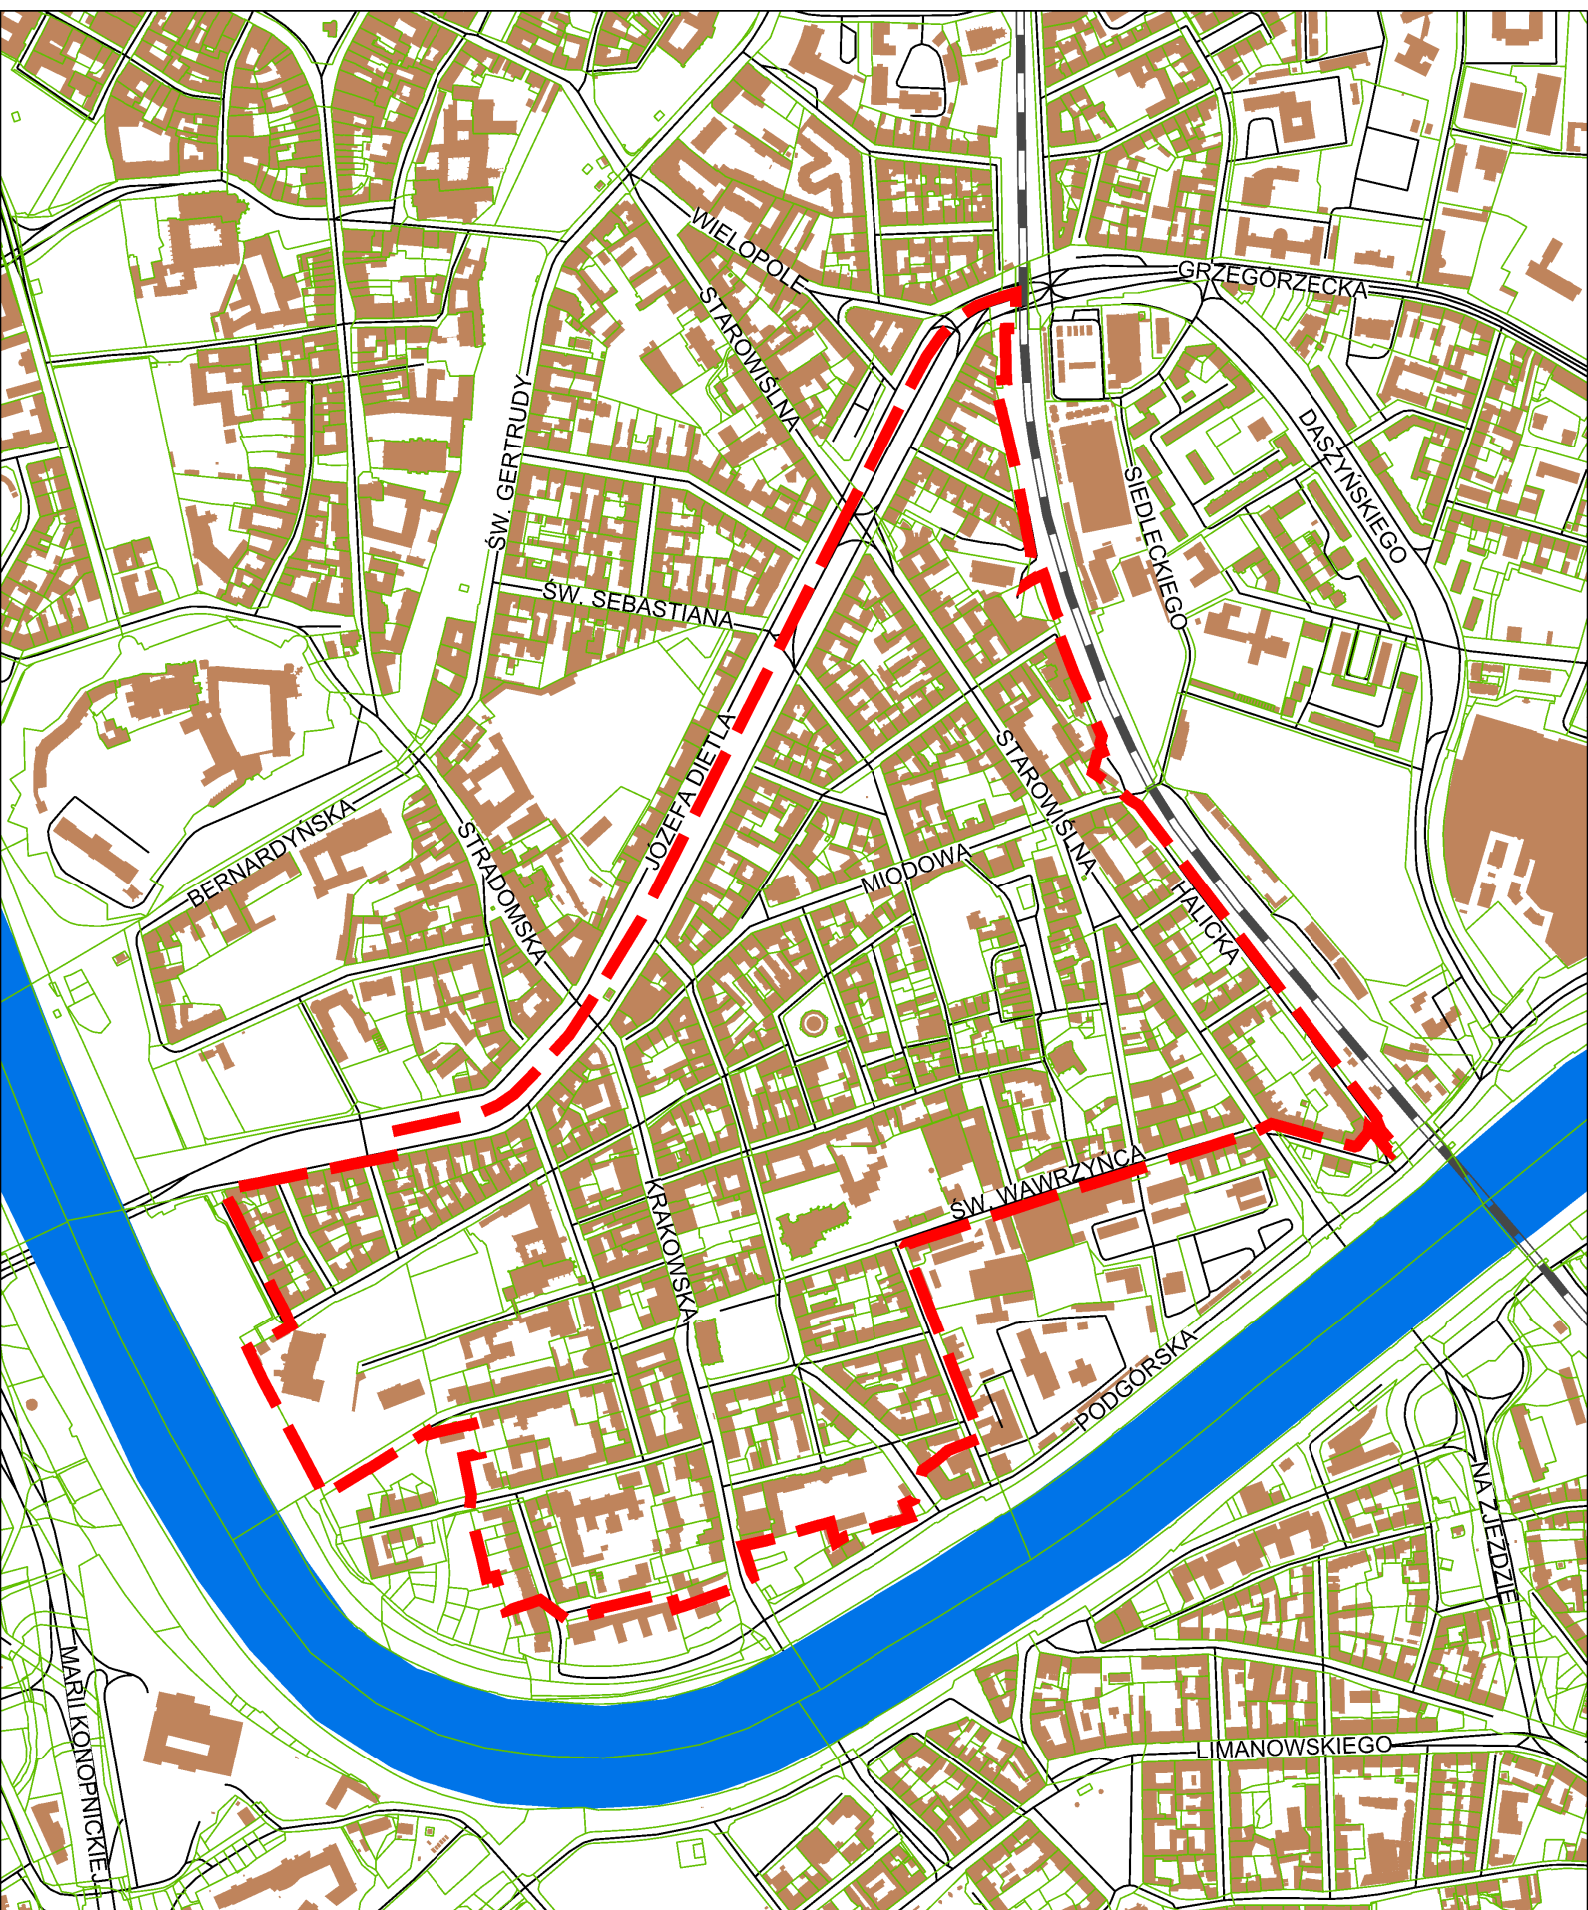 WIELOPOLE
GRZEGÓRZECKA
STAROWIŚLNA
ŚW. GERTRUDY
DASZYŃSKIEGO
SIEDLECKIEGO
ŚW. SEBASTIANA
JÓZEFA DIETLA
STAROWIŚLNA
BERNARDYŃSKA
STRADOMSKA
MIODOWA
HALICKA
ŚW. WAWRZYŃCA
KRAKOWSKA
PODGÓRSKA
NA ZJEŹDZIE
MARII KONOPNICKIEJ
LIMANOWSKIEGO